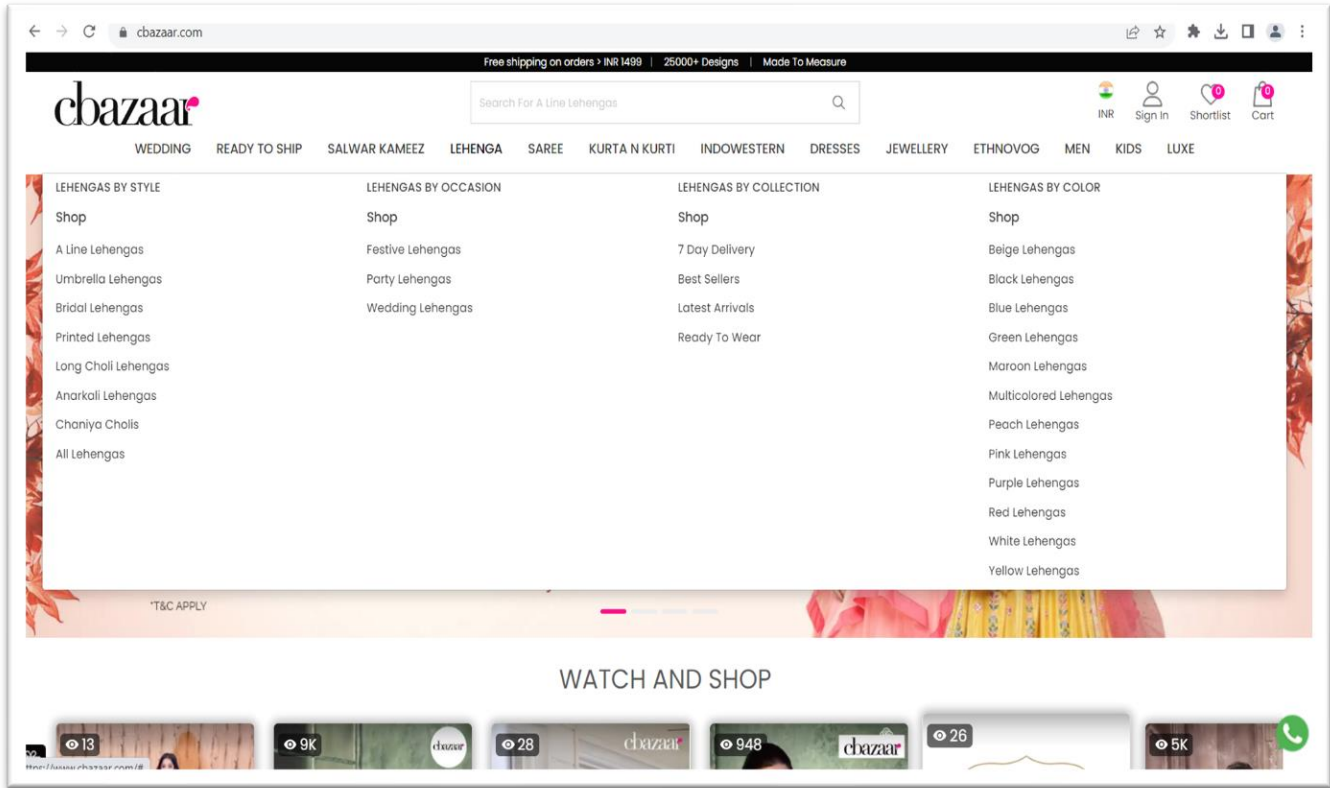 cbazaar.com
Free shipping on orders > INR 1499 | 25000+ Designs | Made To Measure
cbazaar
Search For A Line Lehengas
INR
Sign In
0
Shortlist
0
Cart
WEDDING READY TO SHIP SALWAR KAMEEZ LEHENGA SAREE KURTA N KURTI INDOWESTERN DRESSES JEWELLERY ETHNOVOG MEN KIDS LUXE
LEHENGAS BY STYLE
Shop
A Line Lehengas
Umbrella Lehengas
Bridal Lehengas
Printed Lehengas
Long Choli Lehengas
Anarkali Lehengas
Chaniya Cholis
All Lehengas
LEHENGAS BY OCCASION
Shop
Festive Lehengas
Party Lehengas
Wedding Lehengas
LEHENGAS BY COLLECTION
Shop
7 Day Delivery
Best Sellers
Latest Arrivals
Ready To Wear
LEHENGAS BY COLOR
Shop
Beige Lehengas
Black Lehengas
Blue Lehengas
Green Lehengas
Maroon Lehengas
Multicolored Lehengas
Peach Lehengas
Pink Lehengas
Purple Lehengas
Red Lehengas
White Lehengas
Yellow Lehengas
*T&C APPLY
WATCH AND SHOP
13
9K
cbazaar
28
cbazaar
948
cbazaar
26
5K